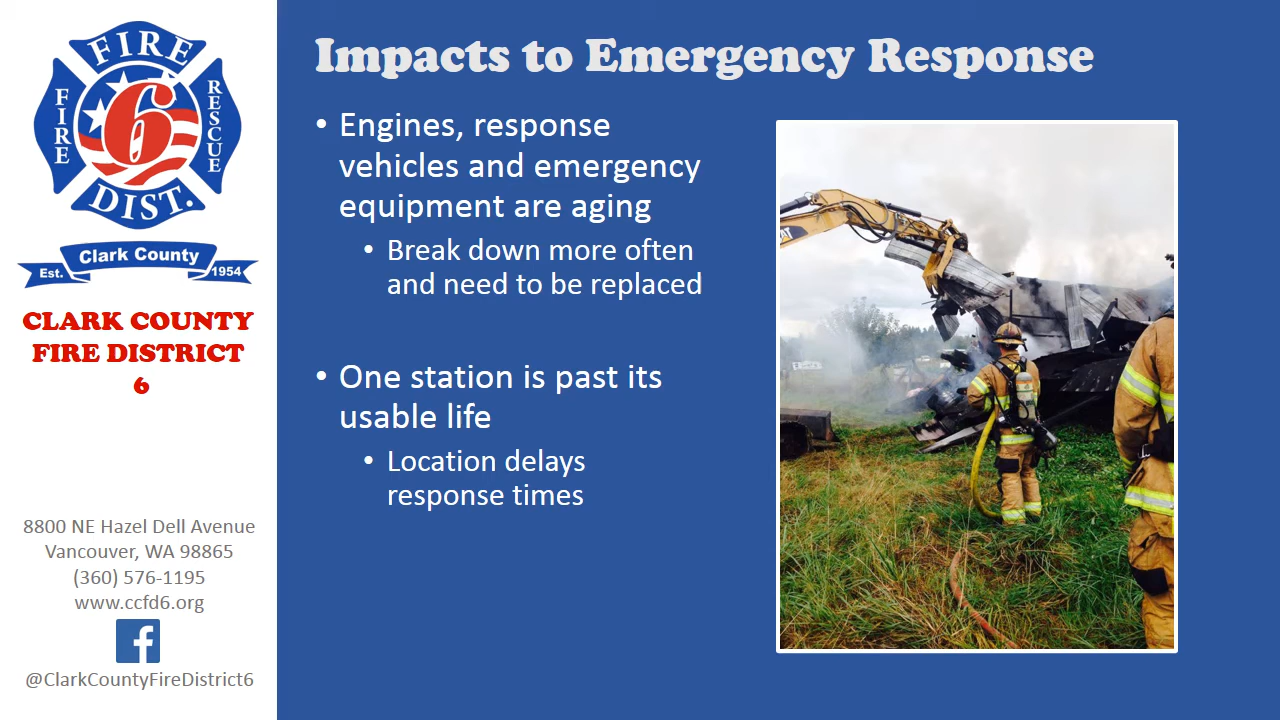 FIRE
FIRE
RESCUE
6
DIST.
Clark County
Est.
1954
CLARK COUNTY
FIRE DISTRICT
6
8800 NE Hazel Dell Avenue
Vancouver, WA 98865
(360) 576-1195
www.ccfd6.org
f
@ClarkCountyFireDistrict6
Impacts to Emergency Response
• Engines, response
vehicles and emergency
equipment are aging
• Break down more often
and need to be replaced
• One station is past its
usable life
• Location delays
response times
CAT